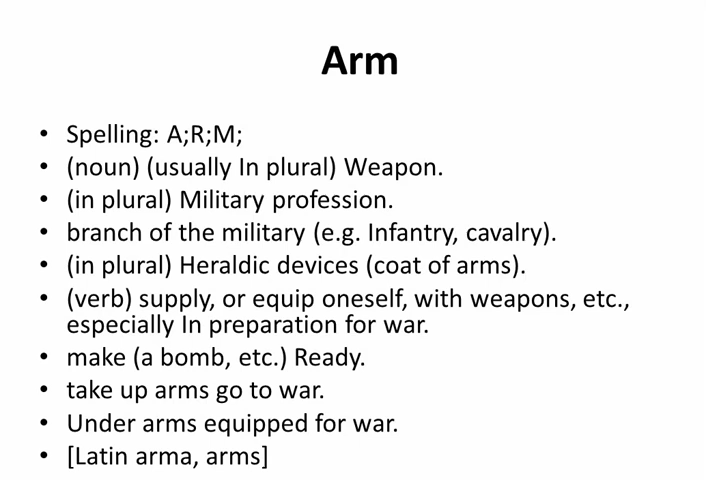 Arm
• Spelling: A;R;M;
• (noun) (usually In plural) Weapon.
• (in plural) Military profession.
• branch of the military (e.g. Infantry, cavalry).
• (in plural) Heraldic devices (coat of arms).
• (verb) supply, or equip oneself, with weapons, etc.,
especially In preparation for war.
• make (a bomb, etc.) Ready.
• take up arms go to war.
• Under arms equipped for war.
• [Latin arma, arms]